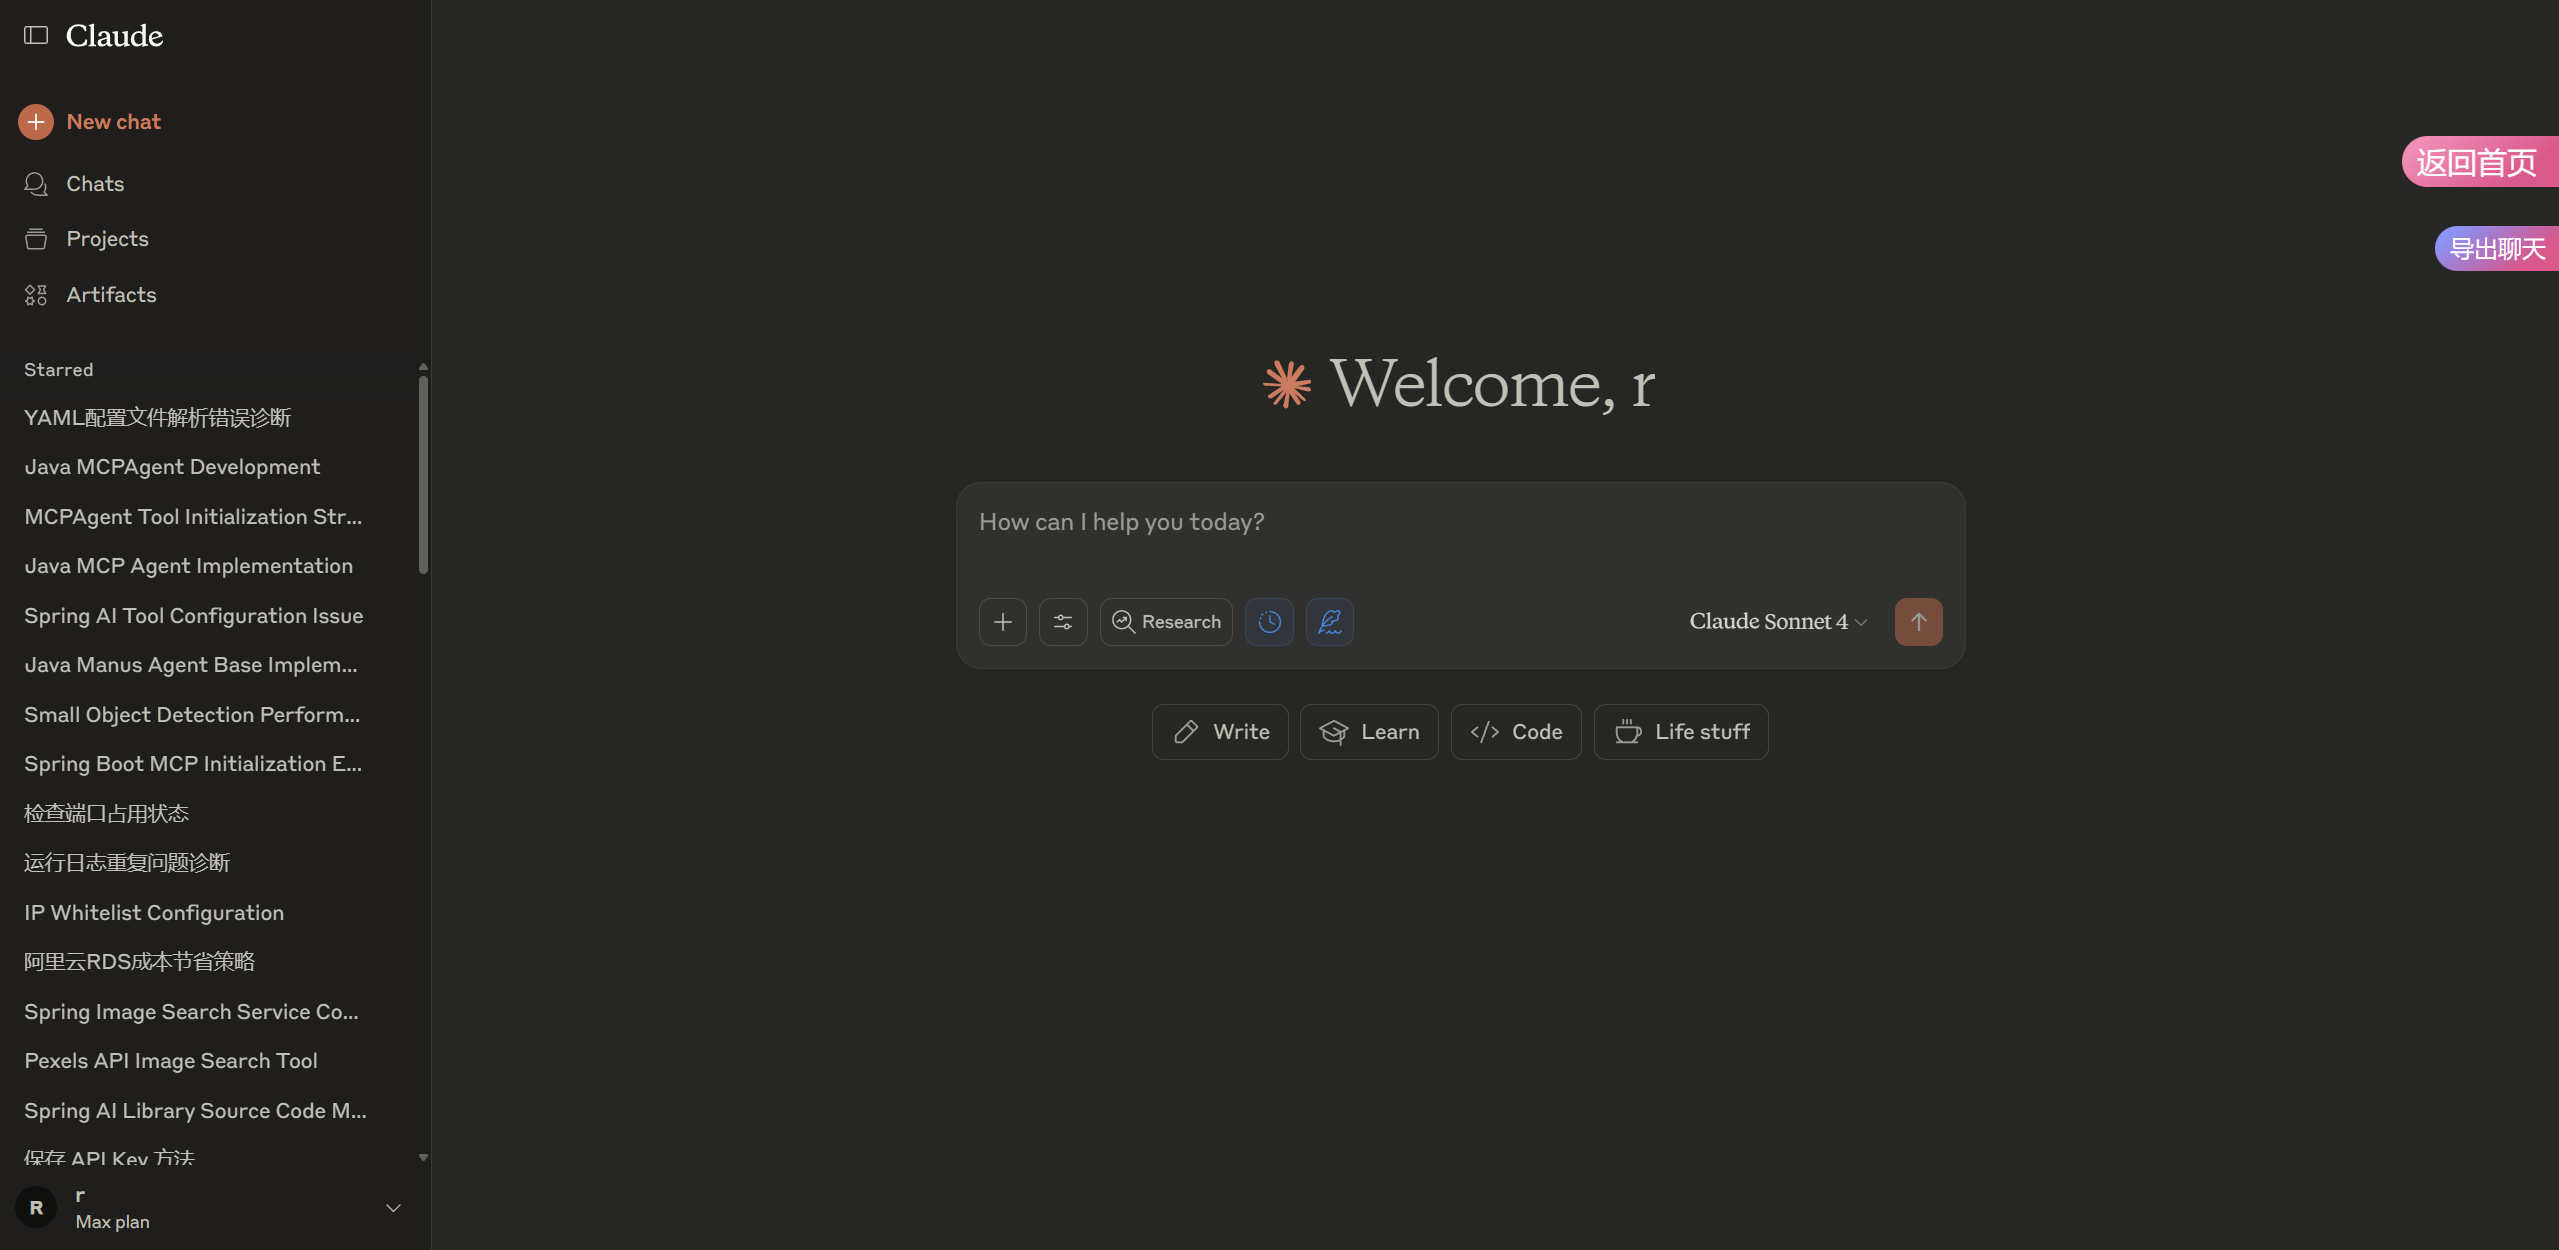 Claude
New chat
Chats
Projects
Artifacts
Starred
YAML配置文件解析错误诊断
Java MCPAgent Development
MCPAgent Tool Initialization Str...
Java MCP Agent Implementation
Spring AI Tool Configuration Issue
Java Manus Agent Base Implem...
Small Object Detection Perform...
Spring Boot MCP Initialization E...
检查端口占用状态
运行日志重复问题诊断
IP Whitelist Configuration
阿里云RDS成本节省策略
Spring Image Search Service Co...
Pexels API Image Search Tool
Spring AI Library Source Code M...
保存 API Key 方法
R
r
Max plan
返回首页
导出聊天
Welcome, r
How can I help you today?
Research
Claude Sonnet 4
Write
Learn
Code
Life stuff